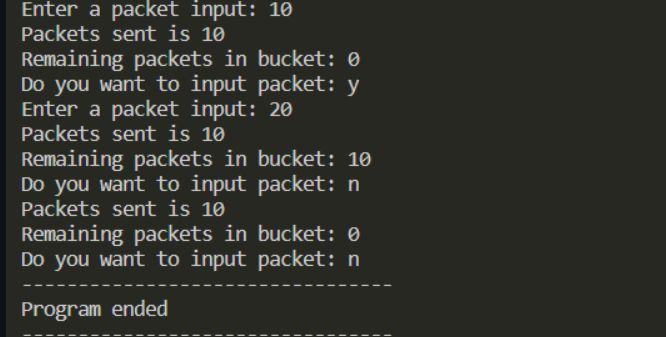 Enter a packet input: 10
Packets sent is 10
Remaining packets in bucket: 0
Do you want to input packet: y
Enter a packet input: 20
Packets sent is 10
Remaining packets in bucket: 10
Do you want to input packet: n
Packets sent is 10
Remaining packets in bucket: 0
Do you want to input packet: n
---------------------------------
Program ended
---------------------------------